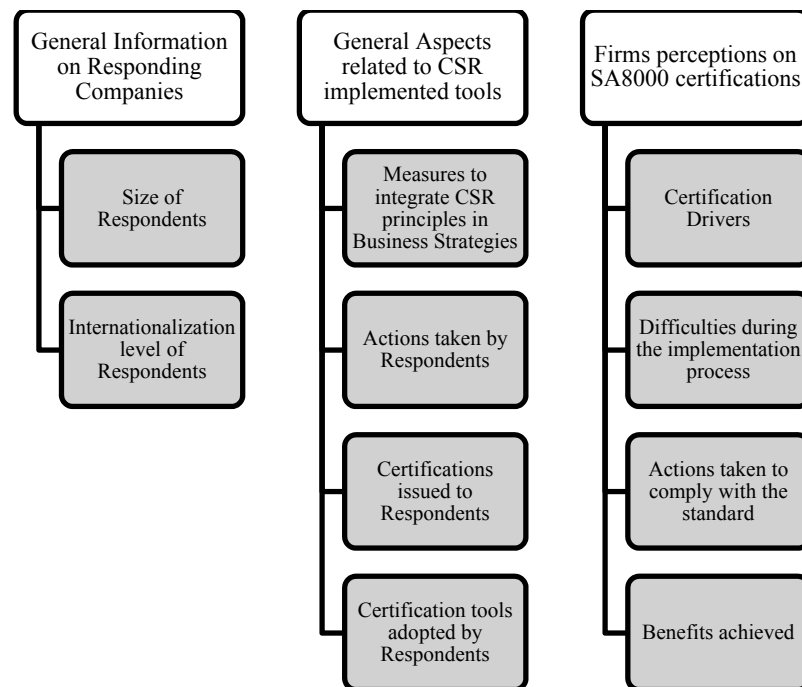 General Information
on Responding
Companies
Size of
Respondents
Internationalization
level of
Respondents
General Aspects
related to CSR
implemented tools
Measures to
integrate CSR
principles in
Business Strategies
Actions taken by
Respondents
Certifications
issued to
Respondents
Certification tools
adopted by
Respondents
Firms perceptions on
SA8000 certifications
Certification
Drivers
Difficulties during
the implementation
process
Actions taken to
comply with the
standard
Benefits achieved